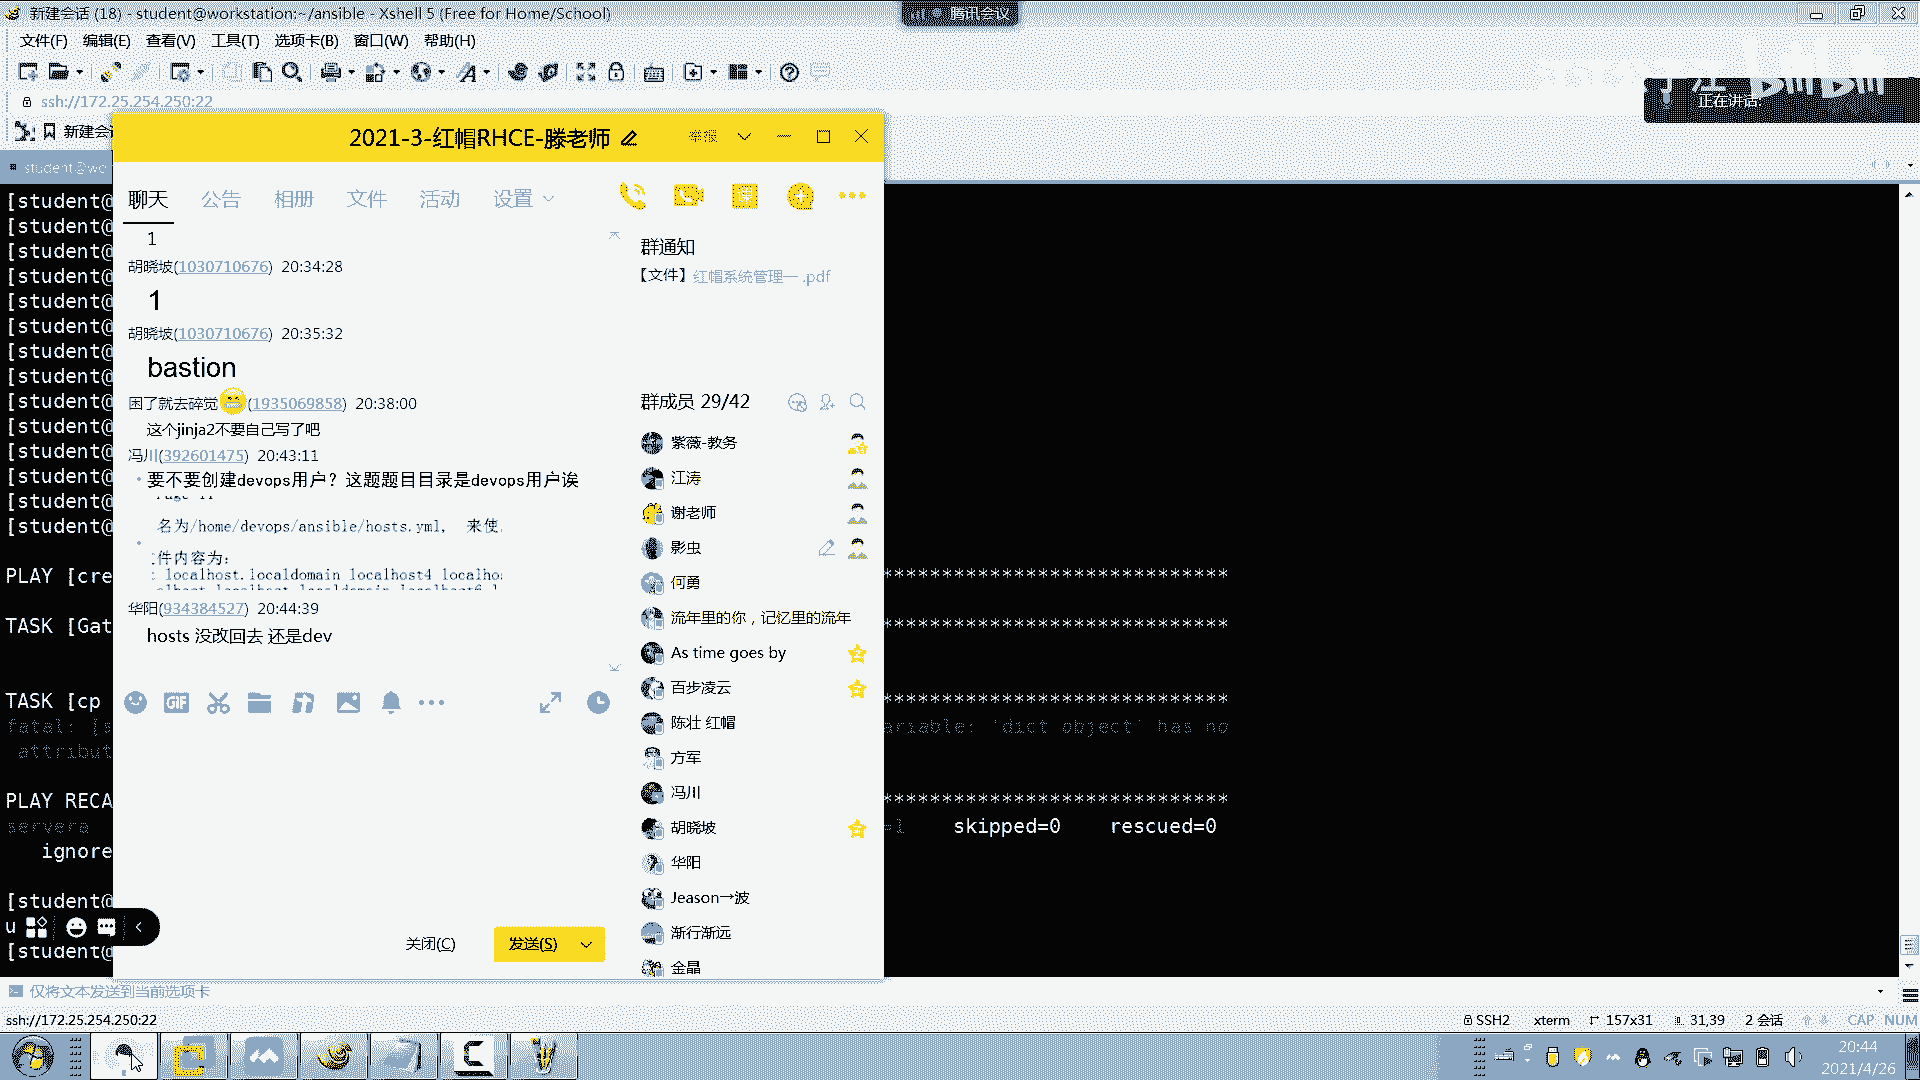 新建会话 (18) - student@workstation:~/ansible - Xshell 5 (Free for Home/School)
腾讯会议
文件(F) 编辑(E) 查看(V) 工具(T) 选项卡(B) 窗口(W) 帮助(H)
ssh://172.25.254.250:22
正在讲话:
新建会
student@wo
2021-3-红帽RHCE-滕老师
举报
聊天 公告 相册 文件 活动 设置
1
胡晓坡(1030710676) 20:34:28
1
胡晓坡(1030710676) 20:35:32
bastion
困了就去碎觉(1935069858) 20:38:00
这个jinja2不要自己写了吧
冯川(392601475) 20:43:11
要不要创建devops用户？这题题目目录是devops用户诶
名为/home/devops/ansible/hosts.yml, 来使
件内容为:
localhost.localdomain localhost4 localho
华阳(934384527) 20:44:39
hosts 没改回去 还是dev
关闭(C) 发送(S)
群通知
【文件】红帽系统管理一 .pdf
群成员 29/42
紫薇-教务
江涛
谢老师
影虫
何勇
流年里的你，记忆里的流年
As time goes by
百步凌云
陈壮 红帽
方军
冯川
胡晓坡
华阳
Jeason→波
渐行渐远
金晶
[student@
[student@
[student@
[student@
[student@
[student@
[student@
[student@
[student@
[student@
[student@
[student@
[student@
[student@
PLAY [cre ****************************
TASK [Gat ****************************
TASK [cp ****************************
fatal: [s ariable: 'dict object' has no
attribut
PLAY RECA ****************************
servera =1 skipped=0 rescued=0
ignore
[student@
u
[student@
仅将文本发送到当前选项卡
ssh://172.25.254.250:22 SSH2 xterm 157x31 31,39 2 会话 CAP NUM
20:44
2021/4/26